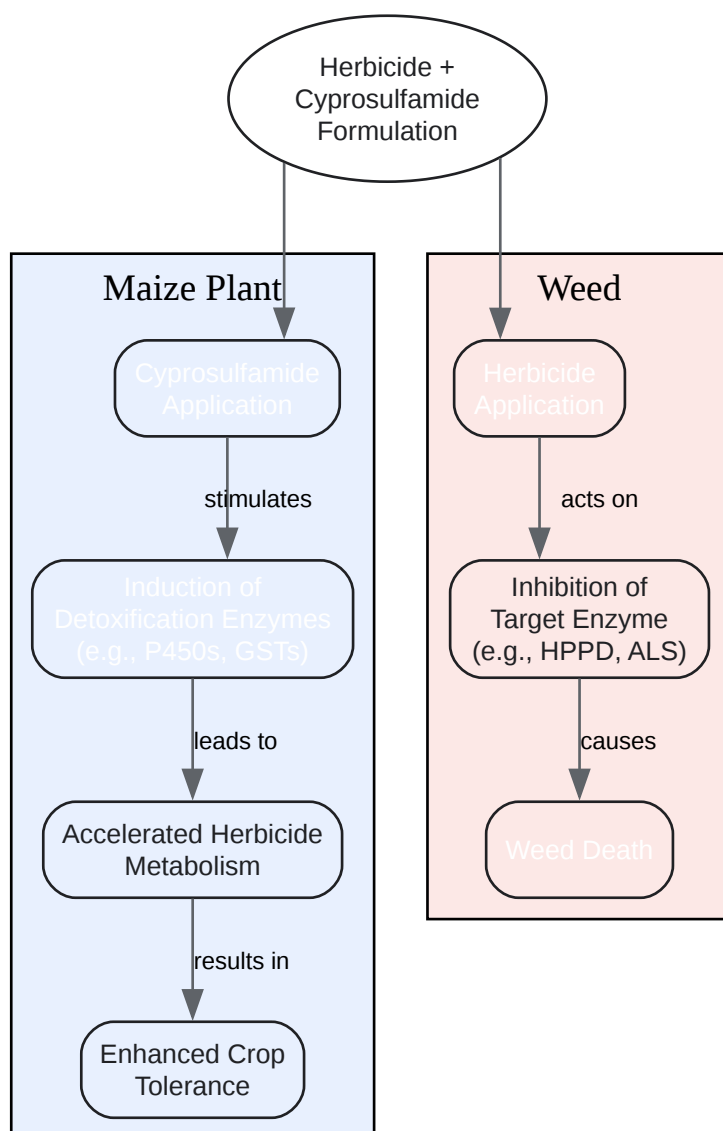 Herbicide +
Cyprosulfamide
Formulation
Maize Plant
Cyprosulfamide
Application
stimulates
Induction of
Detoxification Enzymes
(e.g., P450s, GSTs)
leads to
Accelerated Herbicide
Metabolism
results in
Enhanced Crop
Tolerance
Weed
Herbicide
Application
acts on
Inhibition of
Target Enzyme
(e.g., HPPD, ALS)
causes
Weed Death